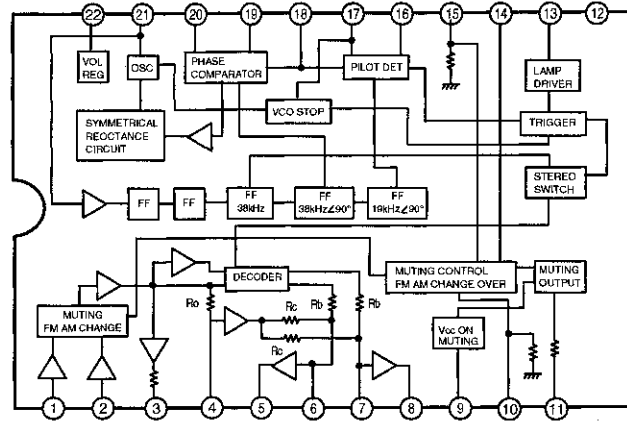 22 21 20 19 18 17 16 15 14 13 12
VOL
REG
OSC
PHASE
COMPARATOR
PILOT DET
LAMP
DRIVER
VCO STOP
TRIGGER
SYMMETRICAL
REOCTANCE
CIRCUIT
STEREO
SWITCH
FF
FF
FF
38kHz
FF
38kHz∠90°
FF
19kHz∠90°
DECODER
MUTING CONTROL
FM AM CHANGE OVER
MUTING
OUTPUT
MUTING
FM AM CHANGE
Ro
Rc
Rb
Rb
Rc
Vcc ON
MUTING
1 2 3 4 5 6 7 8 9 10 11